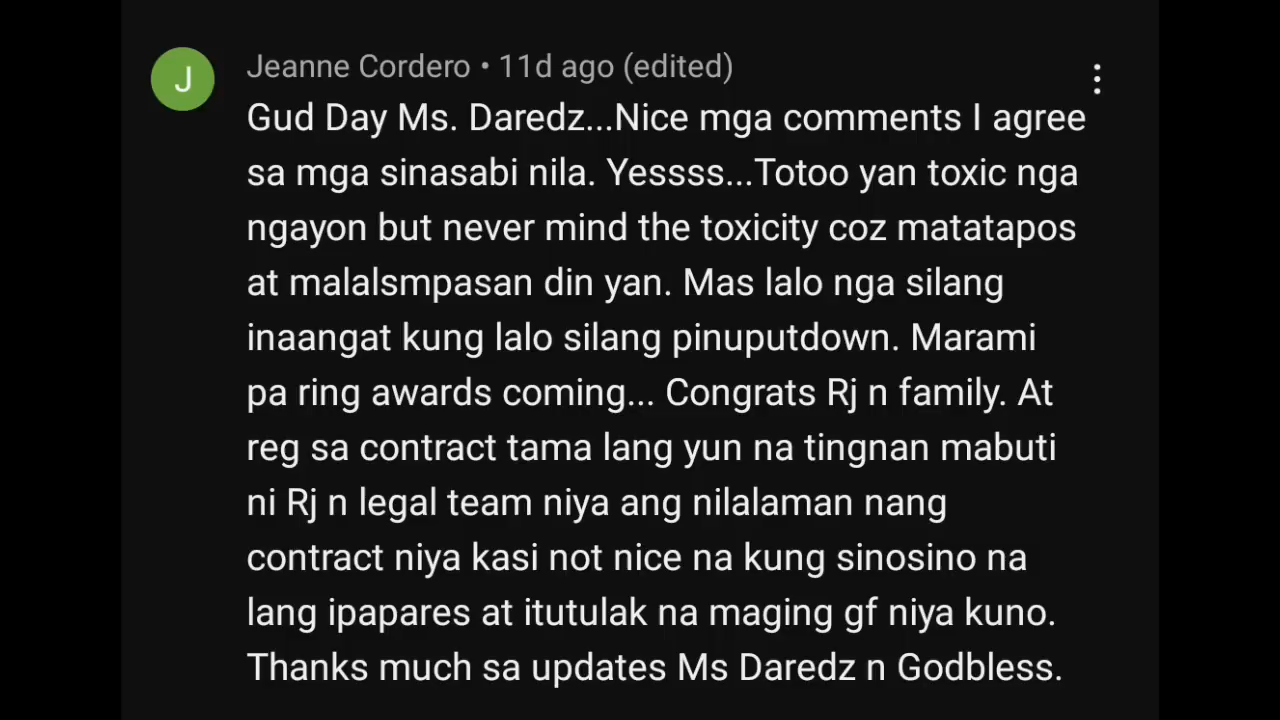 J
Jeanne Cordero • 11d ago (edited)
Gud Day Ms. Daredz...Nice mga comments I agree
sa mga sinasabi nila. Yessss...Totoo yan toxic nga
ngayon but never mind the toxicity coz matatapos
at malalsmpasan din yan. Mas lalo nga silang
inaangat kung lalo silang pinuputdown. Marami
pa ring awards coming... Congrats Rj n family. At
reg sa contract tama lang yun na tingnan mabuti
ni Rj n legal team niya ang nilalaman nang
contract niya kasi not nice na kung sinosino na
lang ipapares at itutulak na maging gf niya kuno.
Thanks much sa updates Ms Daredz n Godbless.